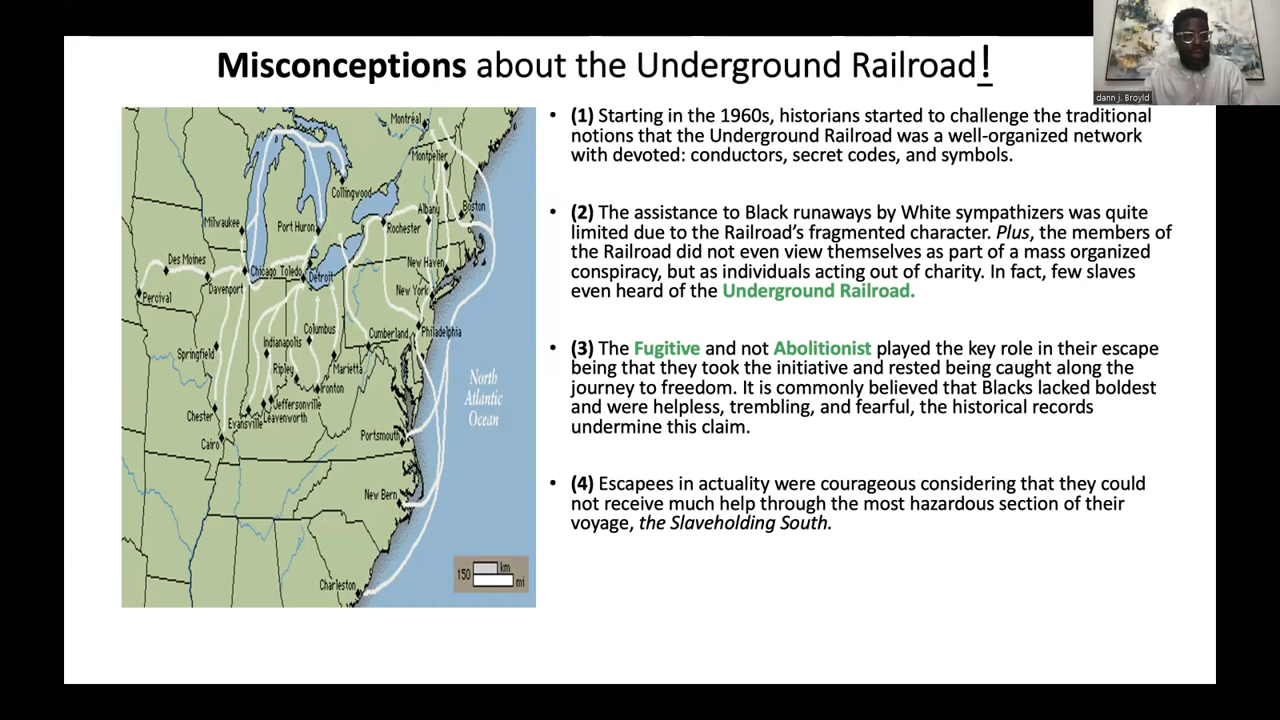 Misconceptions about the Underground Railroad!
dann j. Broyld
• (1) Starting in the 1960s, historians started to challenge the traditional
notions that the Underground Railroad was a well-organized network
with devoted: conductors, secret codes, and symbols.
• (2) The assistance to Black runaways by White sympathizers was quite
limited due to the Railroad’s fragmented character. Plus, the members of
the Railroad did not even view themselves as part of a mass organized
conspiracy, but as individuals acting out of charity. In fact, few slaves
even heard of the Underground Railroad.
• (3) The Fugitive and not Abolitionist played the key role in their escape
being that they took the initiative and rested being caught along the
journey to freedom. It is commonly believed that Blacks lacked boldest
and were helpless, trembling, and fearful, the historical records
undermine this claim.
• (4) Escapees in actuality were courageous considering that they could
not receive much help through the most hazardous section of their
voyage, the Slaveholding South.
Montréal
Montpelier
Collingwood
Milwaukee
Port Huron
Albany
Boston
Rochester
Des Moines
Chicago
Toledo
Detroit
New Haven
Percival
Davenport
New York
Columbus
Cumberland
Philadelphia
Indianapolis
Springfield
Ripley
Marietta
Ironton
Jeffersonville
Chester
Evansville
Leavenworth
Cairo
Portsmouth
New Bern
Charleston
North
Atlantic
Ocean
150
km
mi